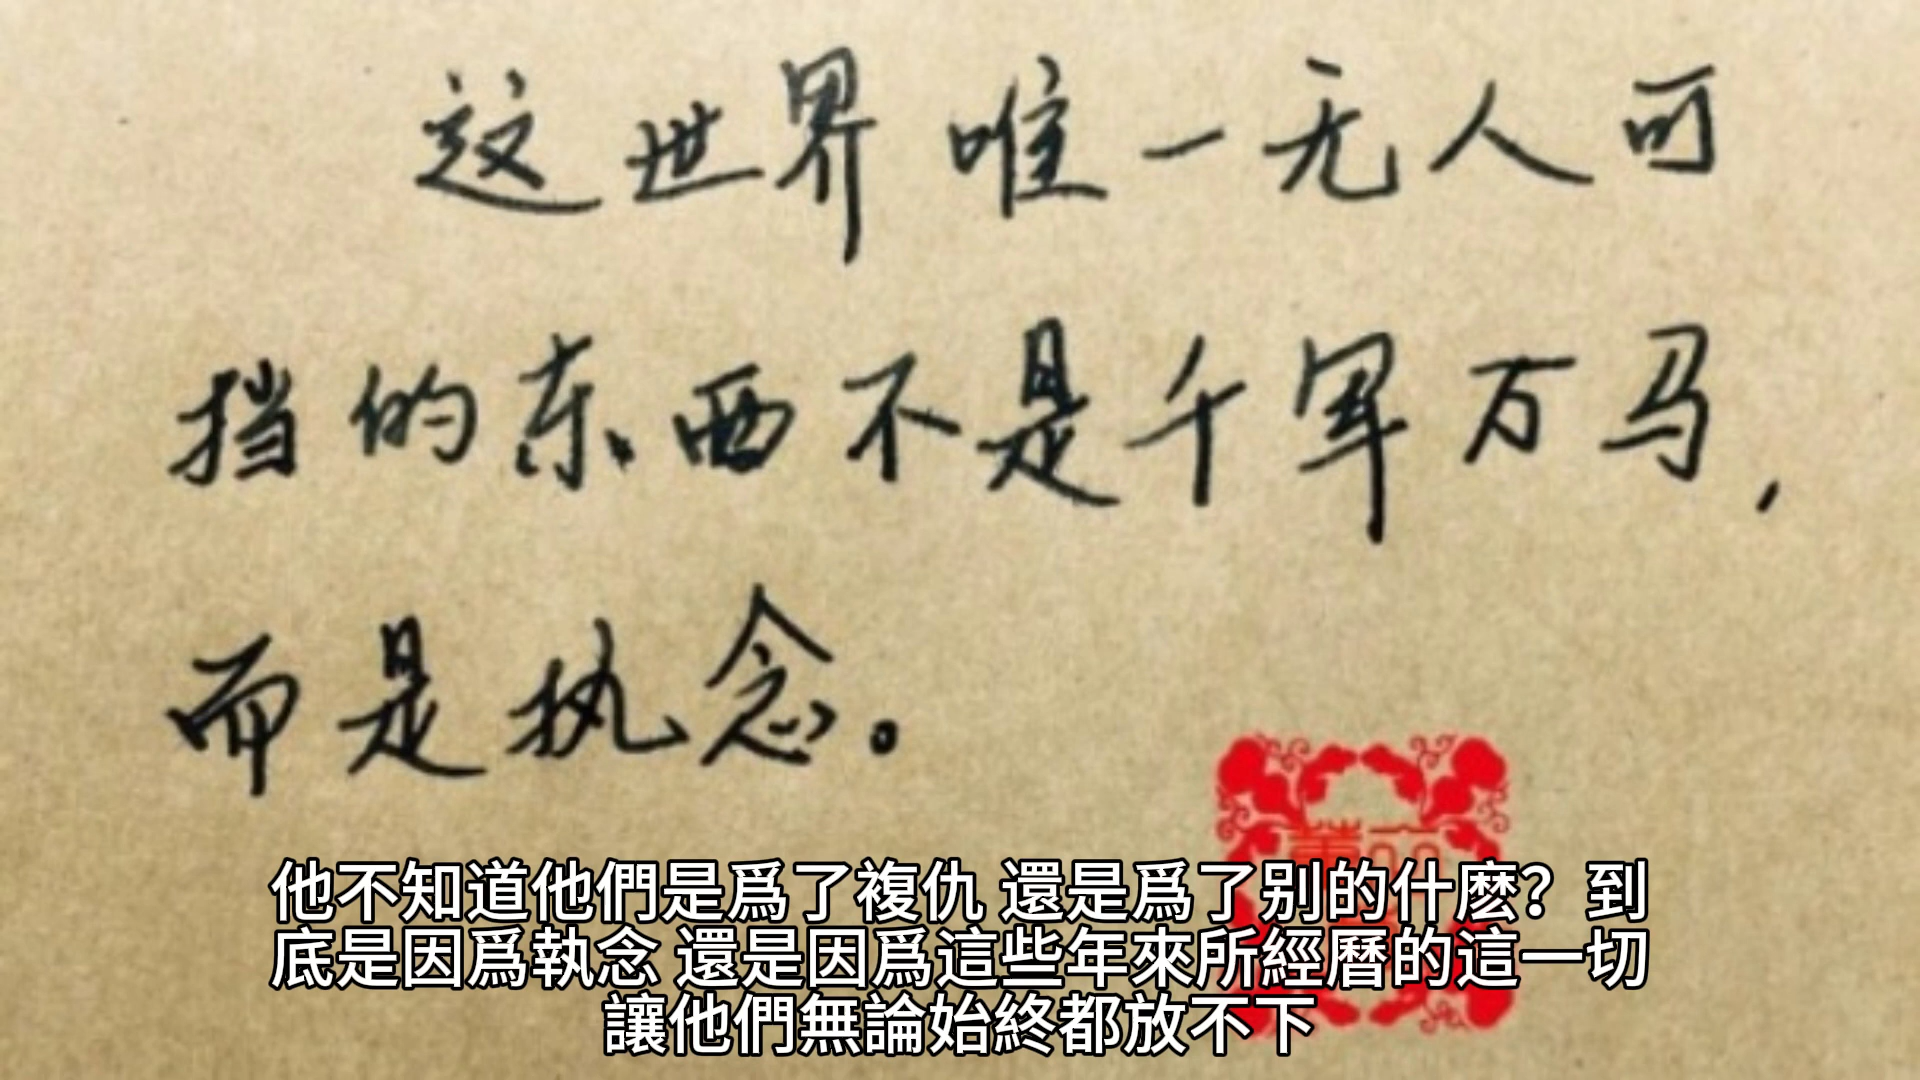 这世界唯一无人可
挡的东西不是千军万马,
而是执念。
他不知道他們是爲了複仇 還是爲了别的什麽？到
底是因爲執念 還是因爲這些年來所經曆的這一切
讓他們無論始終都放不下